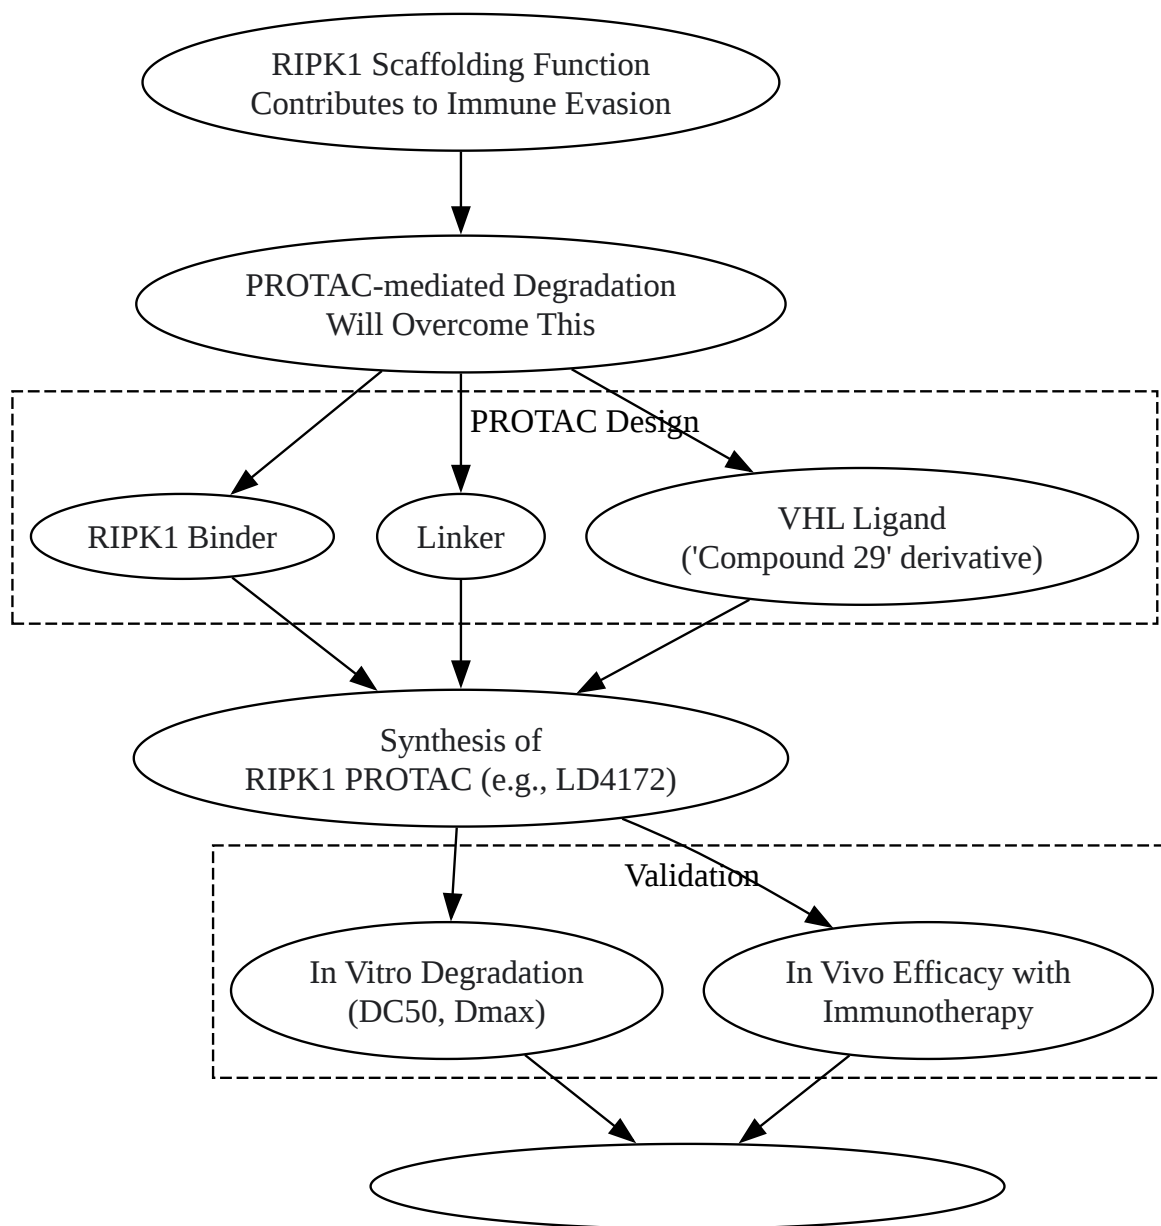 RIPK1 Scaffolding Function
Contributes to Immune Evasion
PROTAC-mediated Degradation
Will Overcome This
PROTAC Design
RIPK1 Binder
Linker
VHL Ligand
('Compound 29' derivative)
Synthesis of
RIPK1 PROTAC (e.g., LD4172)
Validation
In Vitro Degradation
(DC50, Dmax)
In Vivo Efficacy with
Immunotherapy